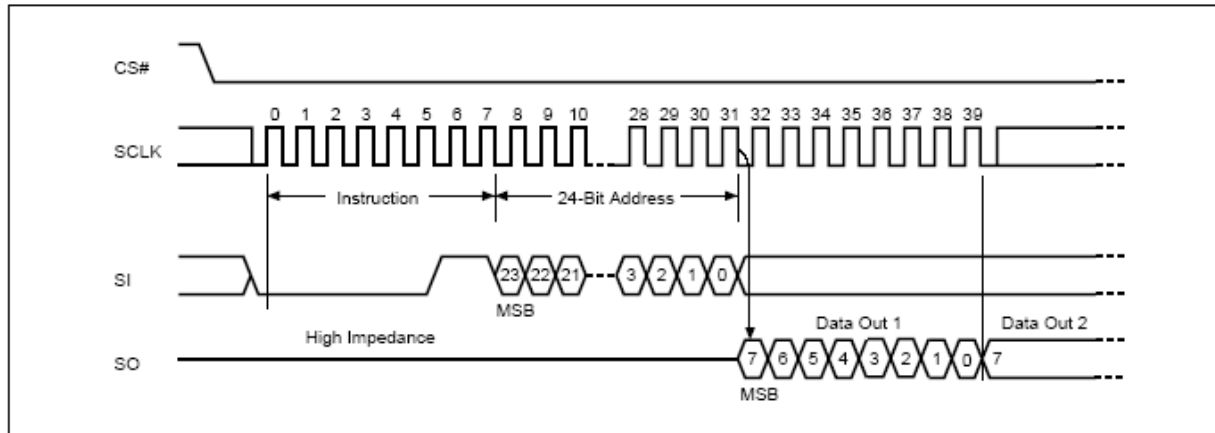 CS#
0 1 2 3 4 5 6 7 8 9 10 28 29 30 31 32 33 34 35 36 37 38 39
SCLK
Instruction 24-Bit Address
SI 23 22 21 3 2 1 0
MSB
High Impedance Data Out 1 Data Out 2
SO 7 6 5 4 3 2 1 0 7
MSB